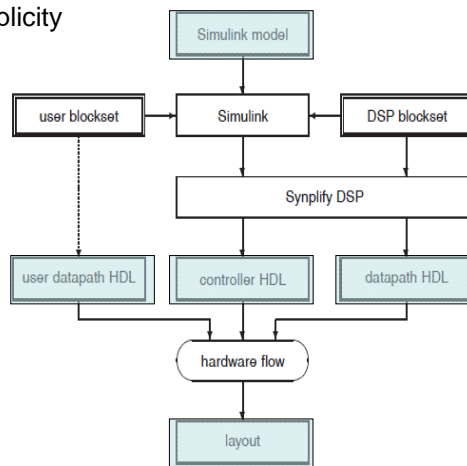 olicity
Simulink model
user blockset
Simulink
DSP blockset
Synplify DSP
user datapath HDL
controller HDL
datapath HDL
hardware flow
layout